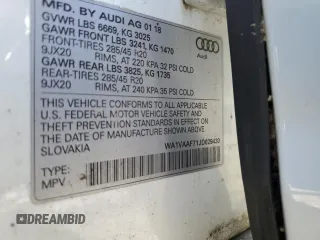 MFD. BY AUDI AG 01 18
GVWR LBS 6669, KG 3025
GAWR FRONT LBS 3241, KG 1470
FRONT-TIRES 285/45 R20
9JX20 RIMS, AT 220 KPA 32 PSI COLD
GAWR REAR LBS 3825, KG 1735
REAR-TIRES 285/45 R20
9JX20 RIMS, AT 240 KPA 35 PSI COLD
Audi
THIS VEHICLE CONFORMS TO ALL APPLICABLE
U.S. FEDERAL MOTOR VEHICLE SAFETY AND
THEFT PREVENTION STANDARDS IN
EFFECT ON THE DATE OF MANUFACTURE SHOWN ABOVE.
SLOVAKIA
WA1VAAF71JD029430
TYPE:
MPV
DREAMBID.COM